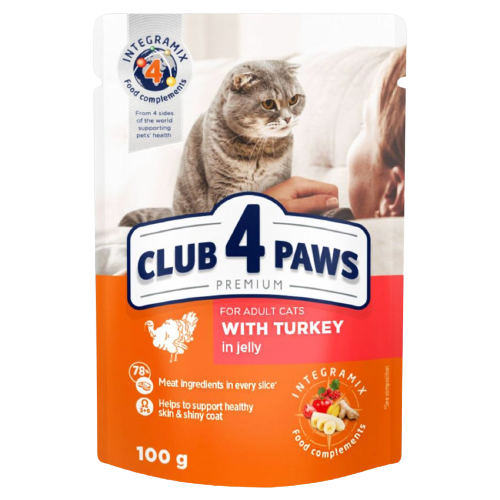 INTEGRAMIX
4
Food complements
From 4 sides
of the world
supporting
pets' health
CLUB 4 PAWS
PREMIUM
FOR ADULT CATS
WITH TURKEY
in jelly
78%
Meat ingredients in every slice*
Helps to support healthy
skin & shiny coat
INTEGRAMIX
Food complements
*See composition
100 g